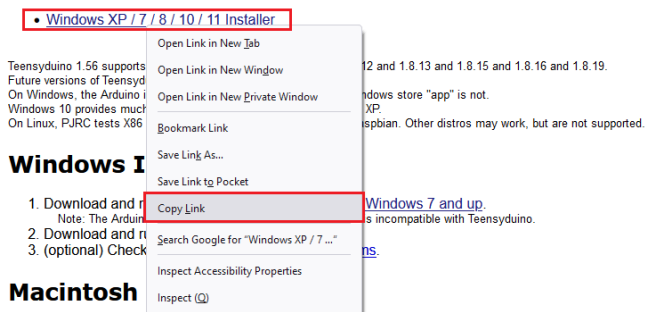 • Windows XP / 7 / 8 / 10 / 11 Installer
Open Link in New Tab
Teensyduino 1.56 supports 12 and 1.8.13 and 1.8.15 and 1.8.16 and 1.8.19.
Open Link in New Window
Future versions of Teensyd
Open Link in New Private Window
On Windows, the Arduino i ndows store "app" is not.
Windows 10 provides much XP.
On Linux, PJRC tests X86 spbian. Other distros may work, but are not supported.
Bookmark Link
Save Link As...
Windows I
Save Link to Pocket
1. Download and r Windows 7 and up.
Copy Link
Note: The Arduin s incompatible with Teensyduino.
2. Download and ru
Search Google for "Windows XP / 7 ..."
3. (optional) Check ms.
Inspect Accessibility Properties
Macintosh
Inspect (Q)